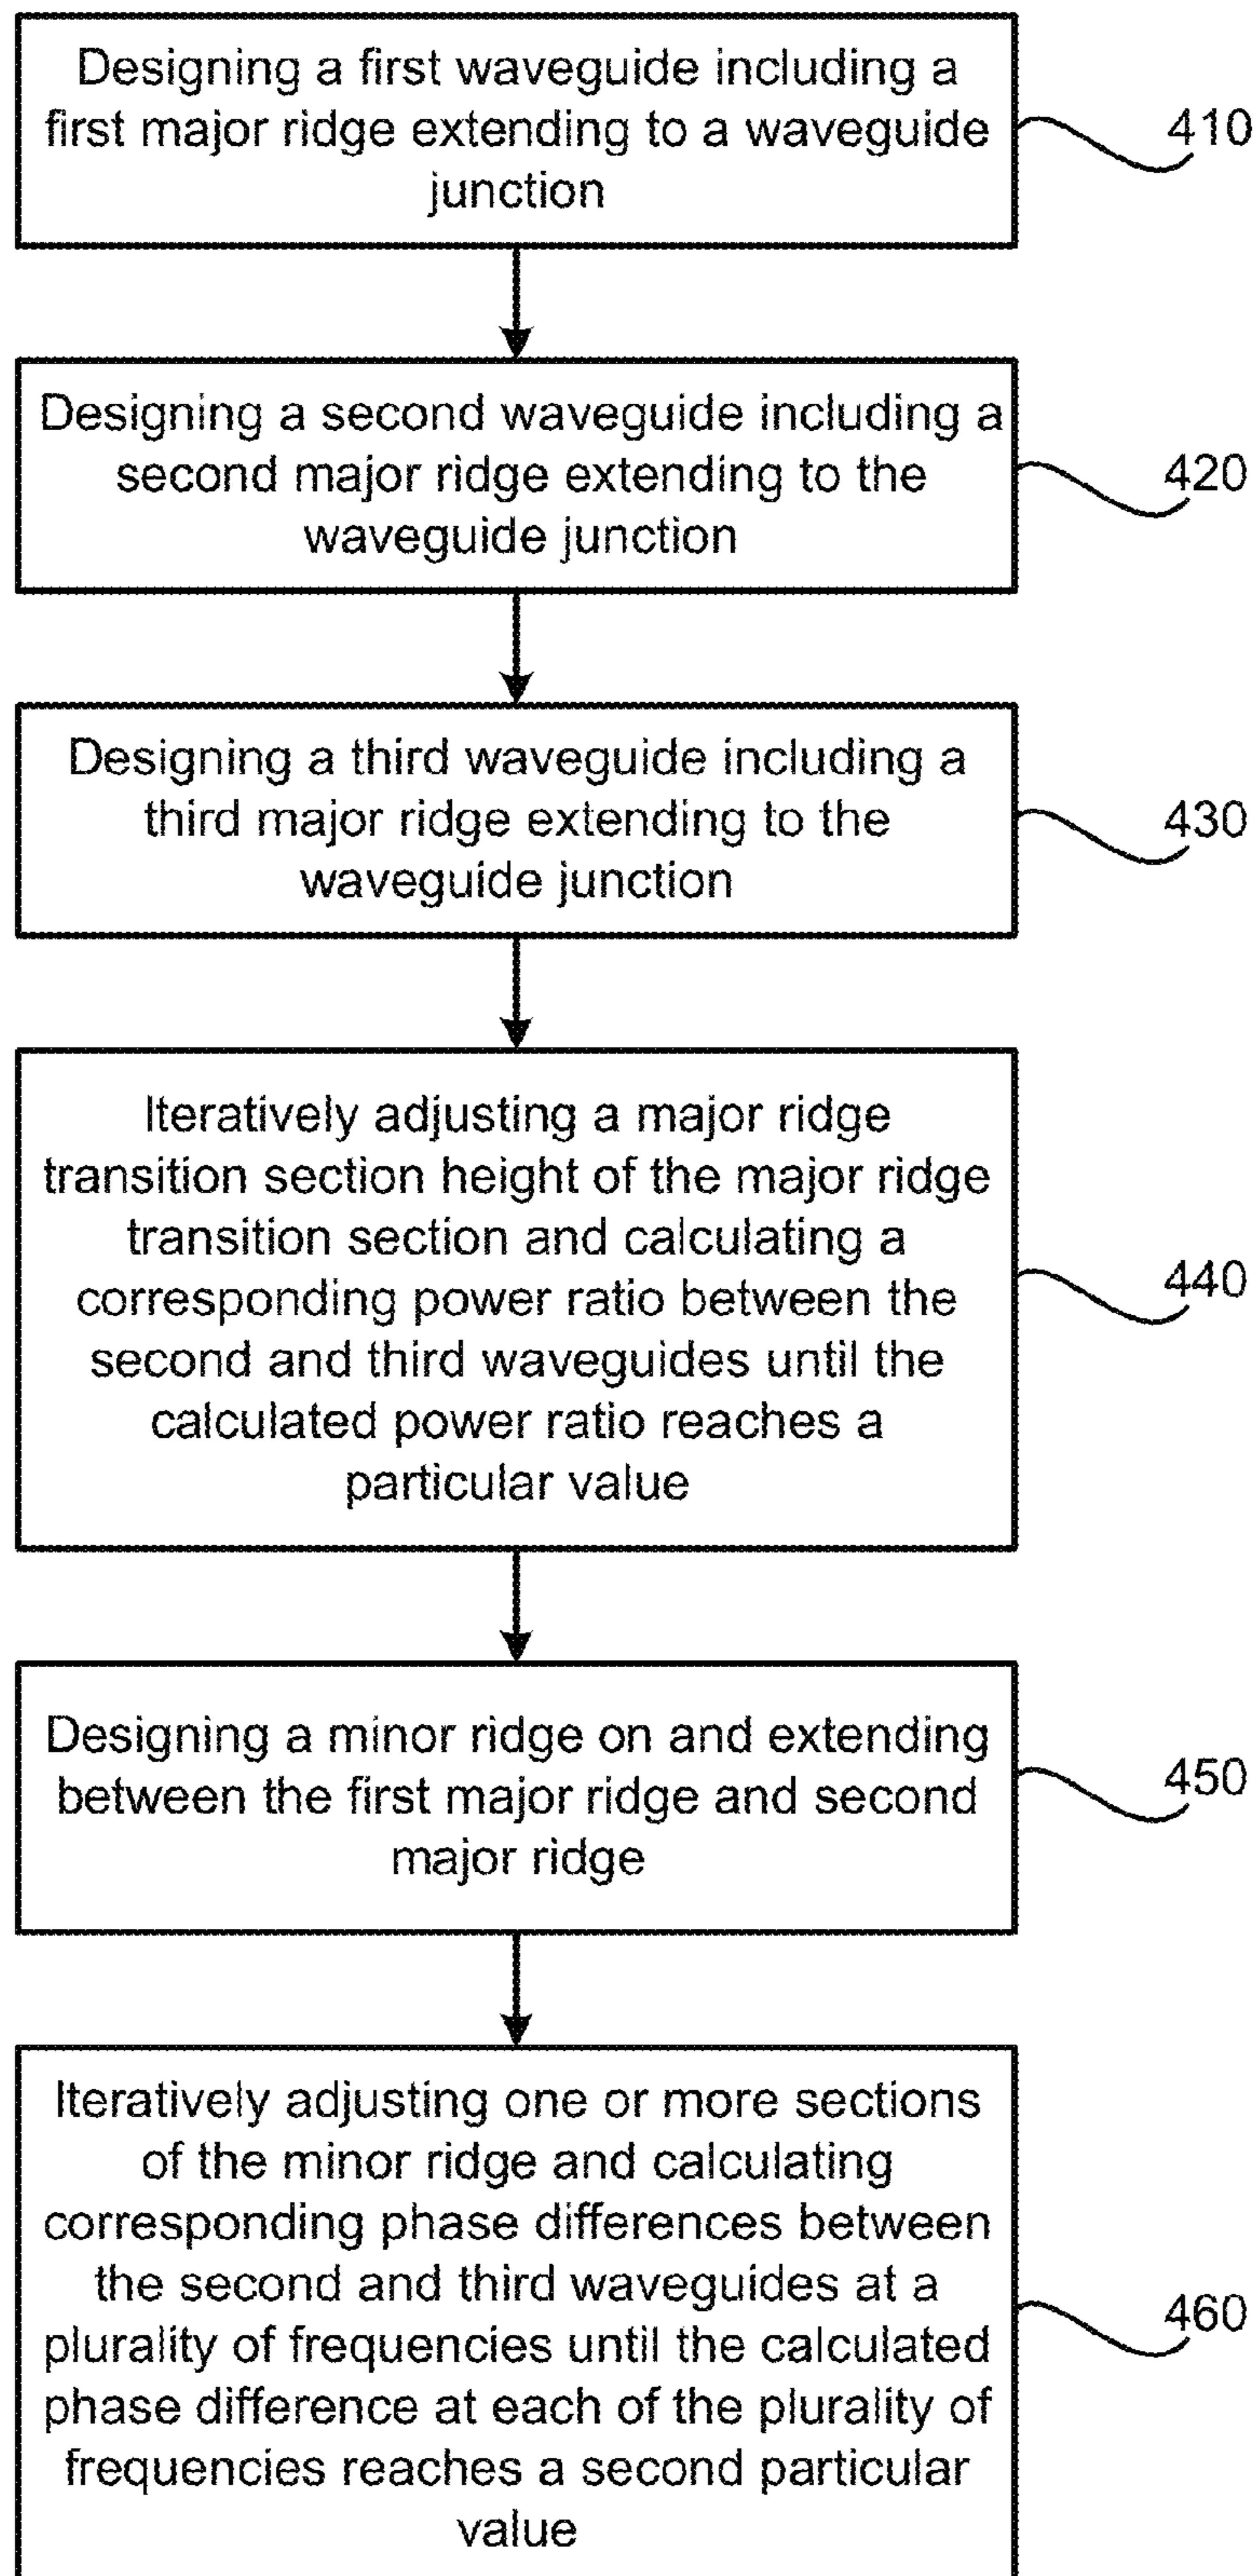 Designing a first waveguide including a
first major ridge extending to a waveguide
junction
410
Designing a second waveguide including a
second major ridge extending to the
waveguide junction
420
Designing a third waveguide including a
third major ridge extending to the
waveguide junction
430
Iteratively adjusting a major ridge
transition section height of the major ridge
transition section and calculating a
corresponding power ratio between the
second and third waveguides until the
calculated power ratio reaches a
particular value
440
Designing a minor ridge on and extending
between the first major ridge and second
major ridge
450
Iteratively adjusting one or more sections
of the minor ridge and calculating
corresponding phase differences between
the second and third waveguides at a
plurality of frequencies until the calculated
phase difference at each of the plurality of
frequencies reaches a second particular
value
460